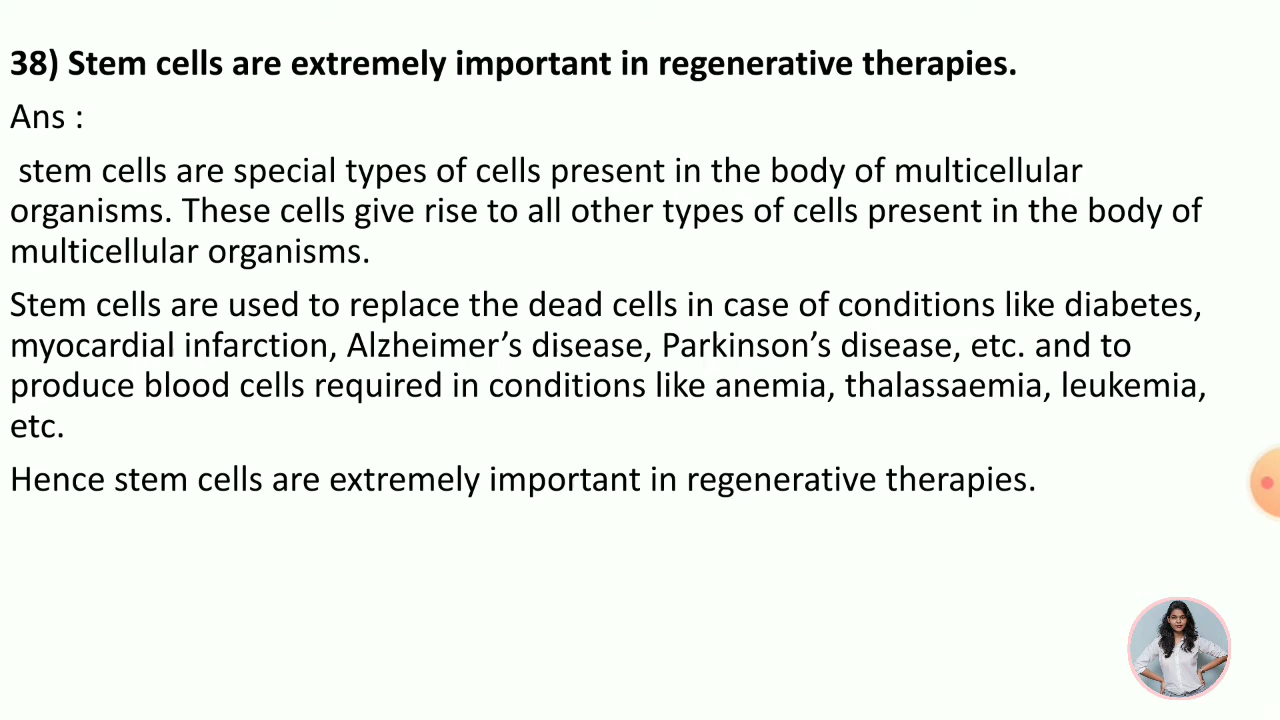 38) Stem cells are extremely important in regenerative therapies.
Ans :
stem cells are special types of cells present in the body of multicellular
organisms. These cells give rise to all other types of cells present in the body of
multicellular organisms.
Stem cells are used to replace the dead cells in case of conditions like diabetes,
myocardial infarction, Alzheimer’s disease, Parkinson’s disease, etc. and to
produce blood cells required in conditions like anemia, thalassaemia, leukemia,
etc.
Hence stem cells are extremely important in regenerative therapies.